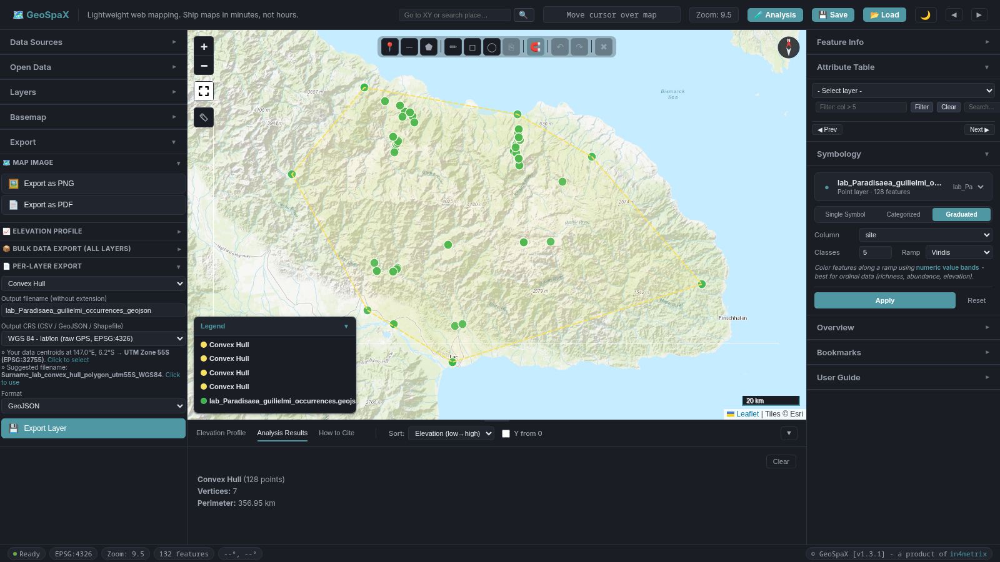 GeoSpaX
Lightweight web mapping. Ship maps in minutes, not hours.
Go to XY or search place…
Move cursor over map
Zoom: 9.5
Analysis
Save
Load
Data Sources
Open Data
Layers
Basemap
Export
MAP IMAGE
Export as PNG
Export as PDF
ELEVATION PROFILE
BULK DATA EXPORT (ALL LAYERS)
PER-LAYER EXPORT
Convex Hull
Output filename (without extension)
lab_Paradisaea_guilielmi_occurrences_geojson
Output CRS (CSV / GeoJSON / Shapefile)
WGS 84 - lat/lon (raw GPS, EPSG:4326)
» Your data centroids at 147.0°E, 6.2°S → UTM Zone 55S
(EPSG:32755). Click to select
» Suggested filename:
Surname_lab_convex_hull_polygon_utm55S_WGS84. Click
to use
Format
GeoJSON
Export Layer
+
−
N
Bismarck
Sea
3657 m
4106 m
3941 m
636 m
4025 m
4140 m
2574 m
2579 m
1542 m
2766 m
Highlands Highway
Finschhafen
Lae
20 km
Leaflet | Tiles © Esri
Legend
Convex Hull
Convex Hull
Convex Hull
Convex Hull
lab_Paradisaea_guilielmi_occurrences.geojs
Elevation Profile
Analysis Results
How to Cite
Sort:
Elevation (low→high)
Y from 0
Clear
Convex Hull (128 points)
Vertices: 7
Perimeter: 356.95 km
Feature Info
Attribute Table
- Select layer -
Filter: col > 5
Filter
Clear
Search...
◀ Prev
Next ▶
Symbology
lab_Paradisaea_guilielmi_o...
Point layer · 128 features
lab_Pa
Single Symbol
Categorized
Graduated
Column
site
Classes
5
Ramp
Viridis
Color features along a ramp using numeric value bands -
best for ordinal data (richness, abundance, elevation).
Apply
Reset
Overview
Bookmarks
User Guide
Ready
EPSG:4326
Zoom: 9.5
132 features
--°, --°
© GeoSpaX [v1.3.1] - a product of in4metrix